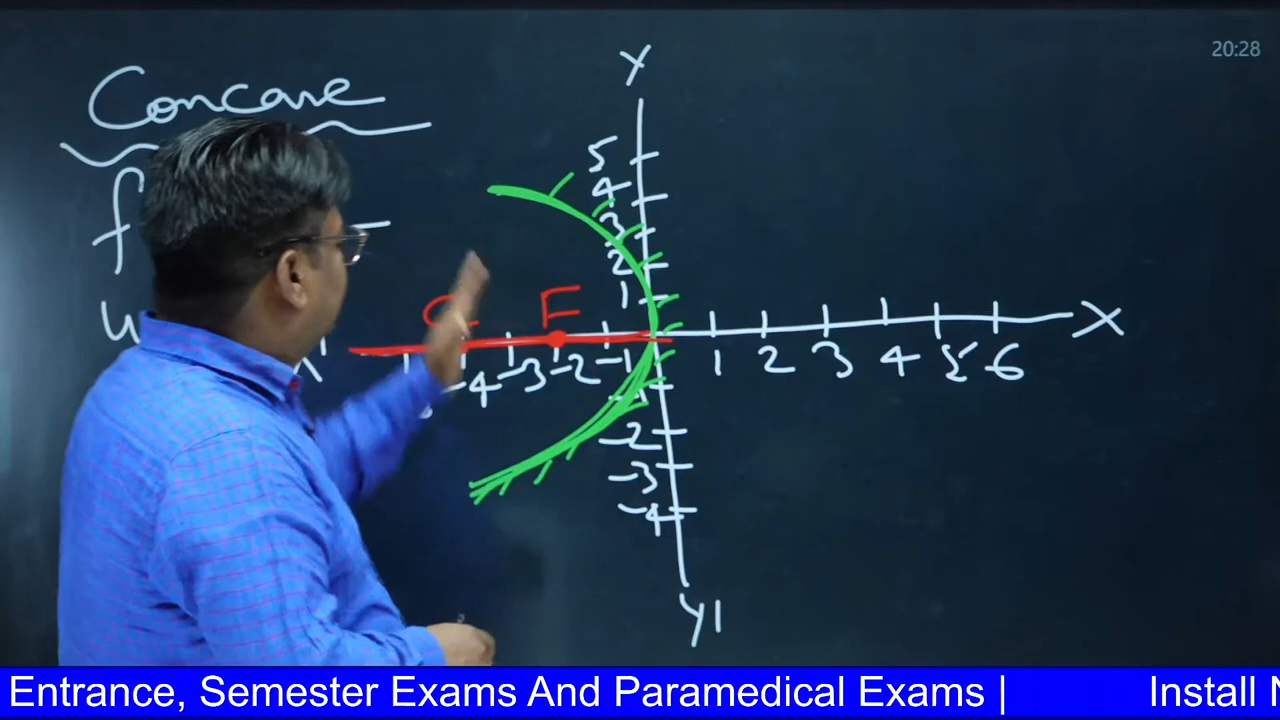 20:28
Concave
Y
5
4
3
2
1
F
f
-
u
C
X
-4 -3 -2 -1
1 2 3 4 5 6
-1
-2
-3
-4
Y1
Entrance, Semester Exams And Paramedical Exams | Install